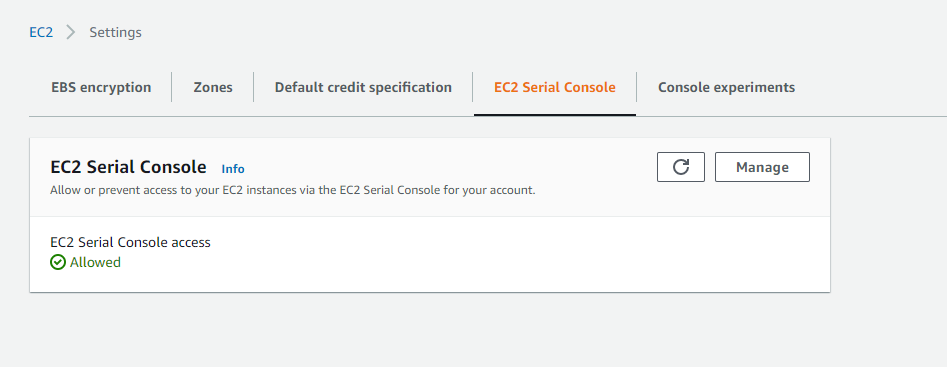 EC2 > Settings
EBS encryption Zones Default credit specification EC2 Serial Console Console experiments
EC2 Serial Console Info Manage
Allow or prevent access to your EC2 instances via the EC2 Serial Console for your account.
EC2 Serial Console access
Allowed